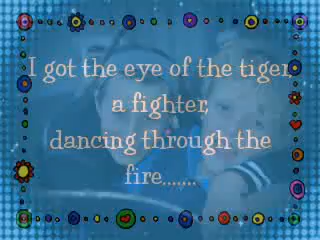 I got the eye of the tiger,
a fighter,
dancing through the
fire.......